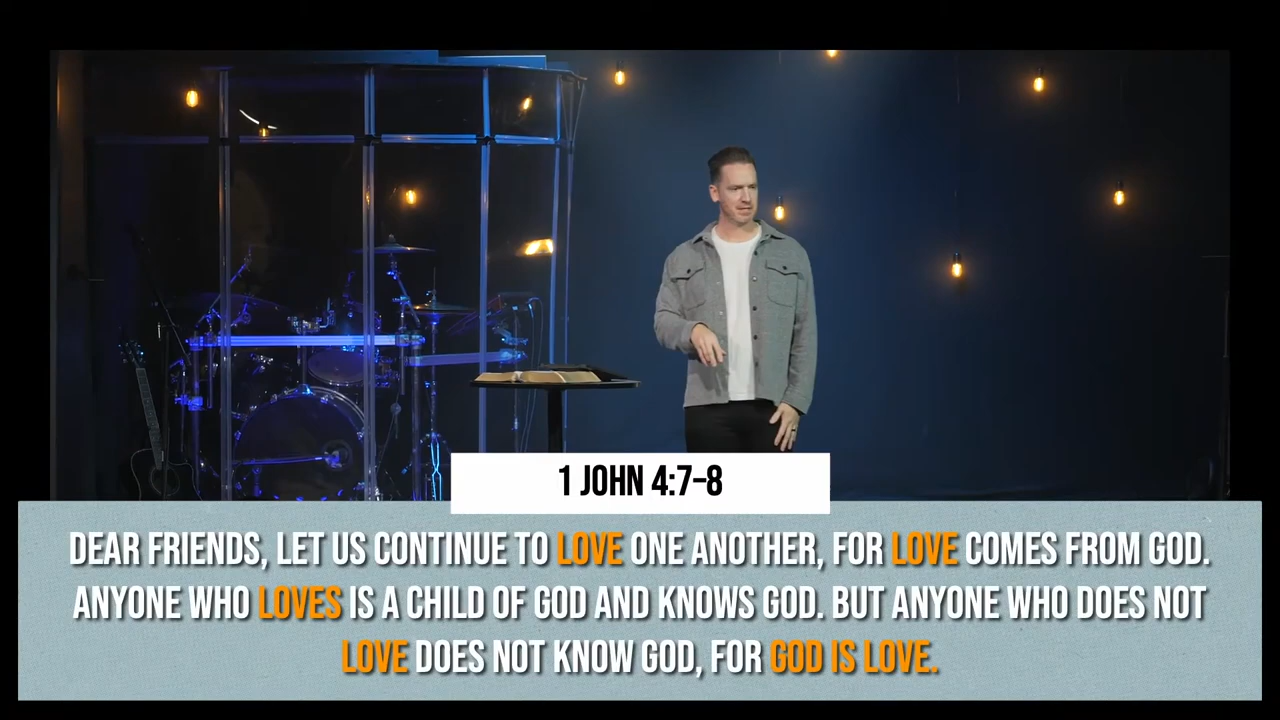 1 JOHN 4:7-8
DEAR FRIENDS, LET US CONTINUE TO LOVE ONE ANOTHER, FOR LOVE COMES FROM GOD.
ANYONE WHO LOVES IS A CHILD OF GOD AND KNOWS GOD. BUT ANYONE WHO DOES NOT
LOVE DOES NOT KNOW GOD, FOR GOD IS LOVE.